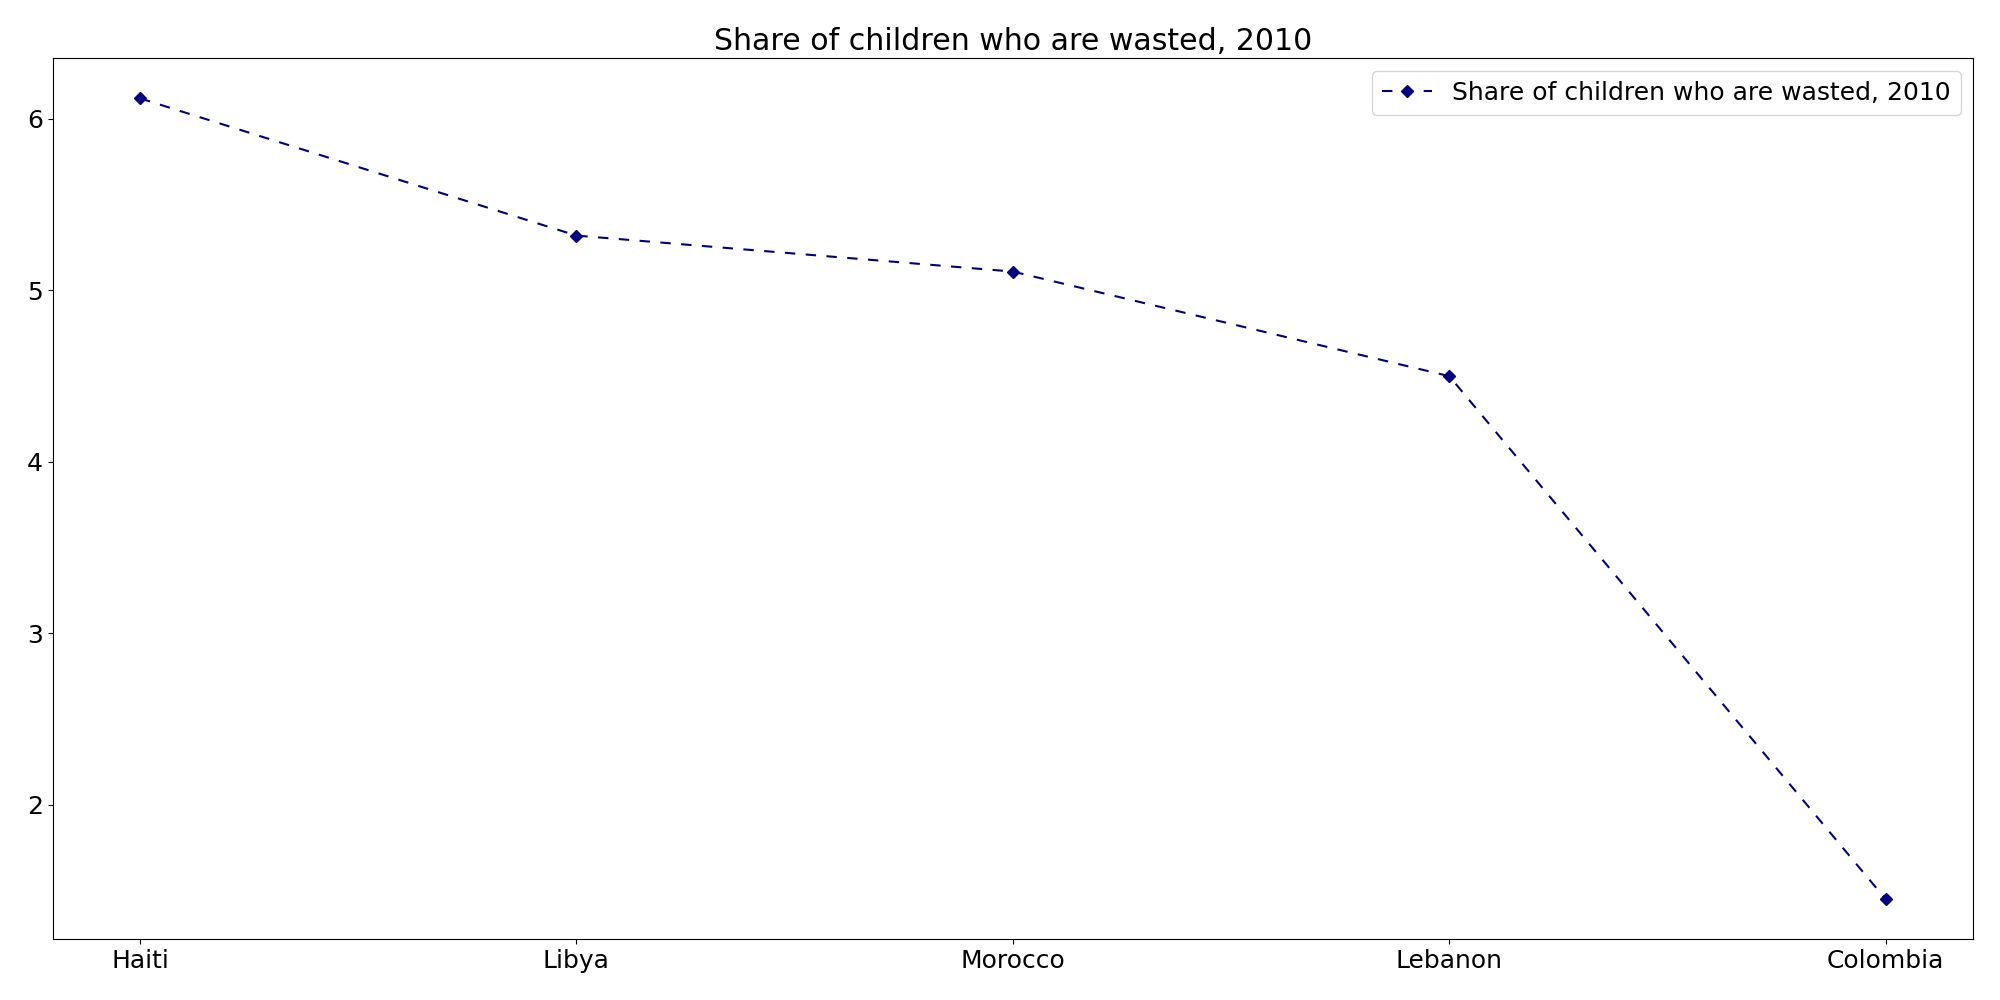 Share of children who are wasted, 2010
Share of children who are wasted, 2010
6
5
4
3
2
Haiti Libya Morocco Lebanon Colombia